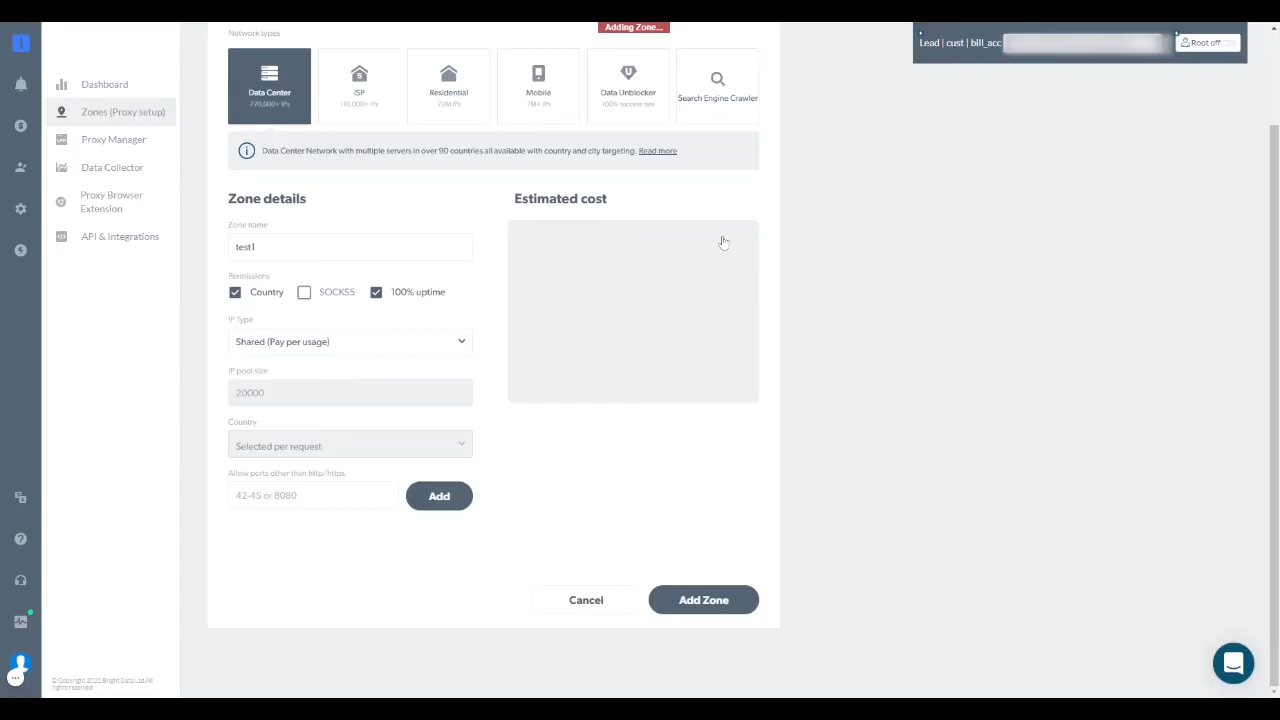 Adding Zone...
Lead | cust | bill_acc
Root off
Network types
Data Center
770,000+ IPs
ISP
110,000+ IPs
Residential
72M IPs
Mobile
7M+ IPs
Data Unblocker
100% success rate
Search Engine Crawler
Data Center Network with multiple servers in over 90 countries all available with country and city targeting. Read more
Dashboard
Zones (Proxy setup)
Proxy Manager
Data Collector
Proxy Browser
Extension
API & Integrations
Zone details
Zone name
test1
Permissions
Country
SOCKS5
100% uptime
IP Type
Shared (Pay per usage)
IP pool size
20000
Country
Selected per request
Allow ports other than http/https
42-45 or 8080
Add
Estimated cost
Cancel
Add Zone
© Copyright 2022 Bright Data Ltd. All
rights reserved